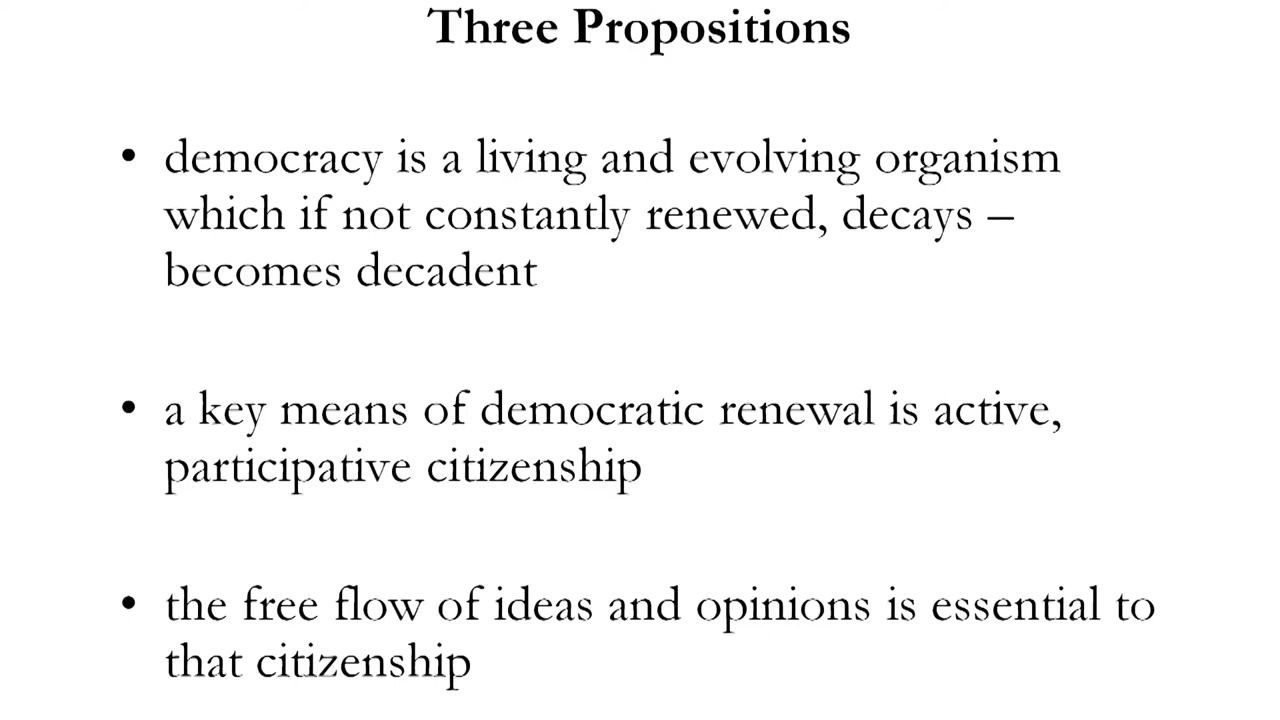 Three Propositions
• democracy is a living and evolving organism
which if not constantly renewed, decays –
becomes decadent
• a key means of democratic renewal is active,
participative citizenship
• the free flow of ideas and opinions is essential to
that citizenship